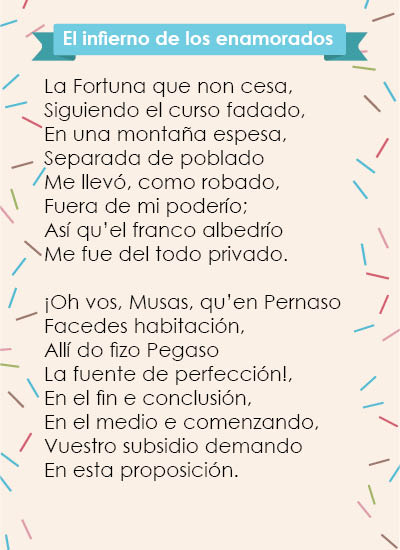 El infierno de los enamorados
La Fortuna que non cesa,
Siguiendo el curso fadado,
En una montaña espesa,
Separada de poblado
Me llevó, como robado,
Fuera de mi poderío;
Así qu'el franco albedrío
Me fue del todo privado.
¡Oh vos, Musas, qu'en Pernaso
Facedes habitación,
Allí do fizo Pegaso
La fuente de perfección!,
En el fin e conclusión,
En el medio e comenzando,
Vuestro subsidio demando
En esta proposición.